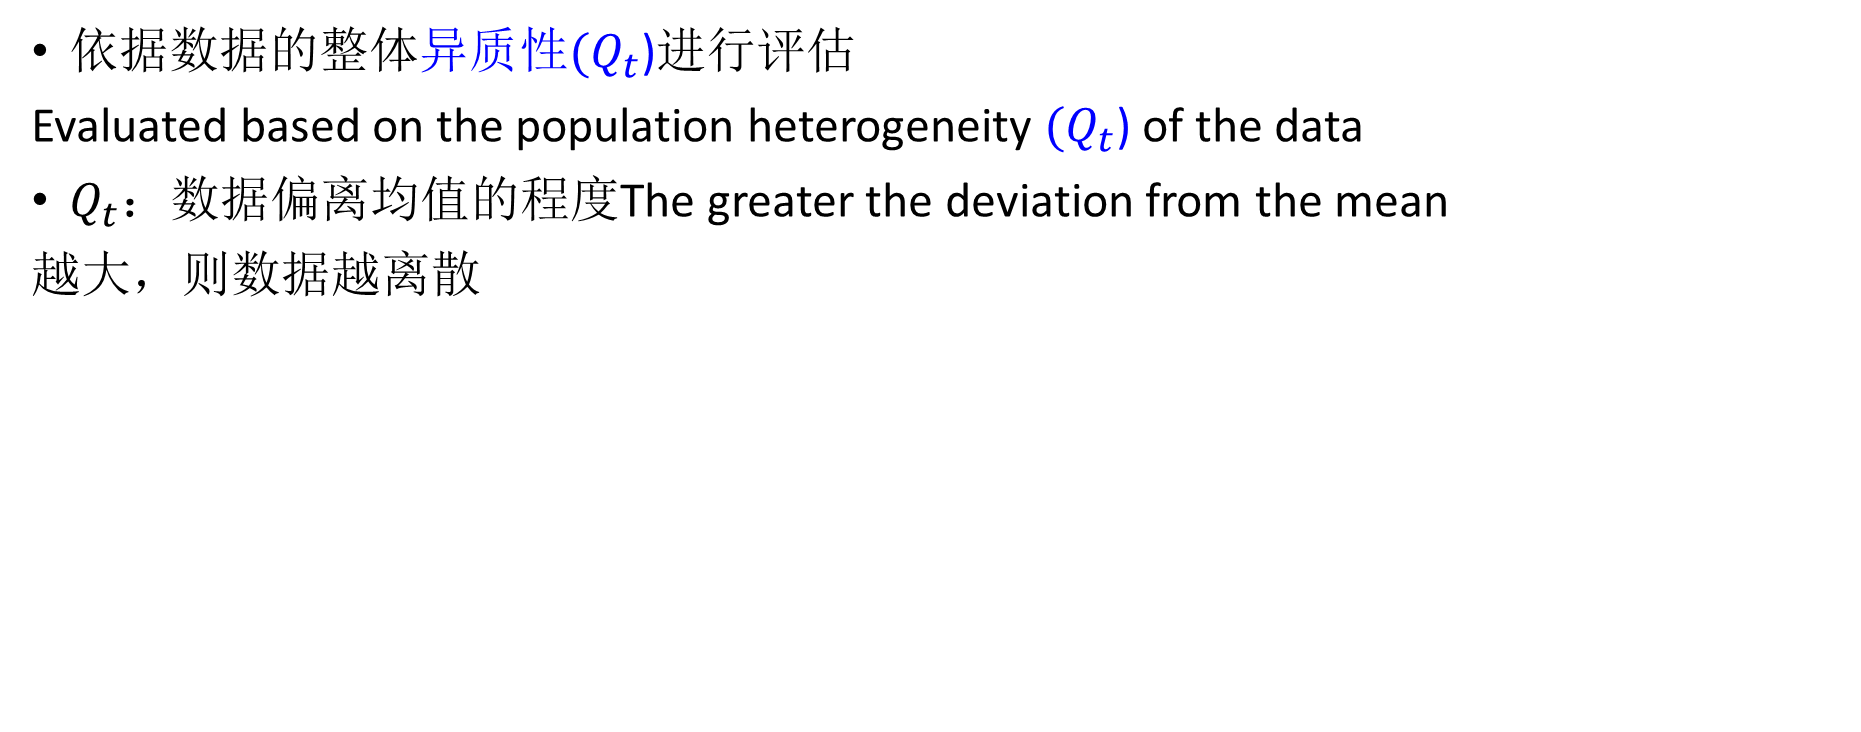 • 依据数据的整体异质性(Qt)进行评估
Evaluated based on the population heterogeneity (Qt) of the data
• Qt：数据偏离均值的程度The greater the deviation from the mean
越大，则数据越离散